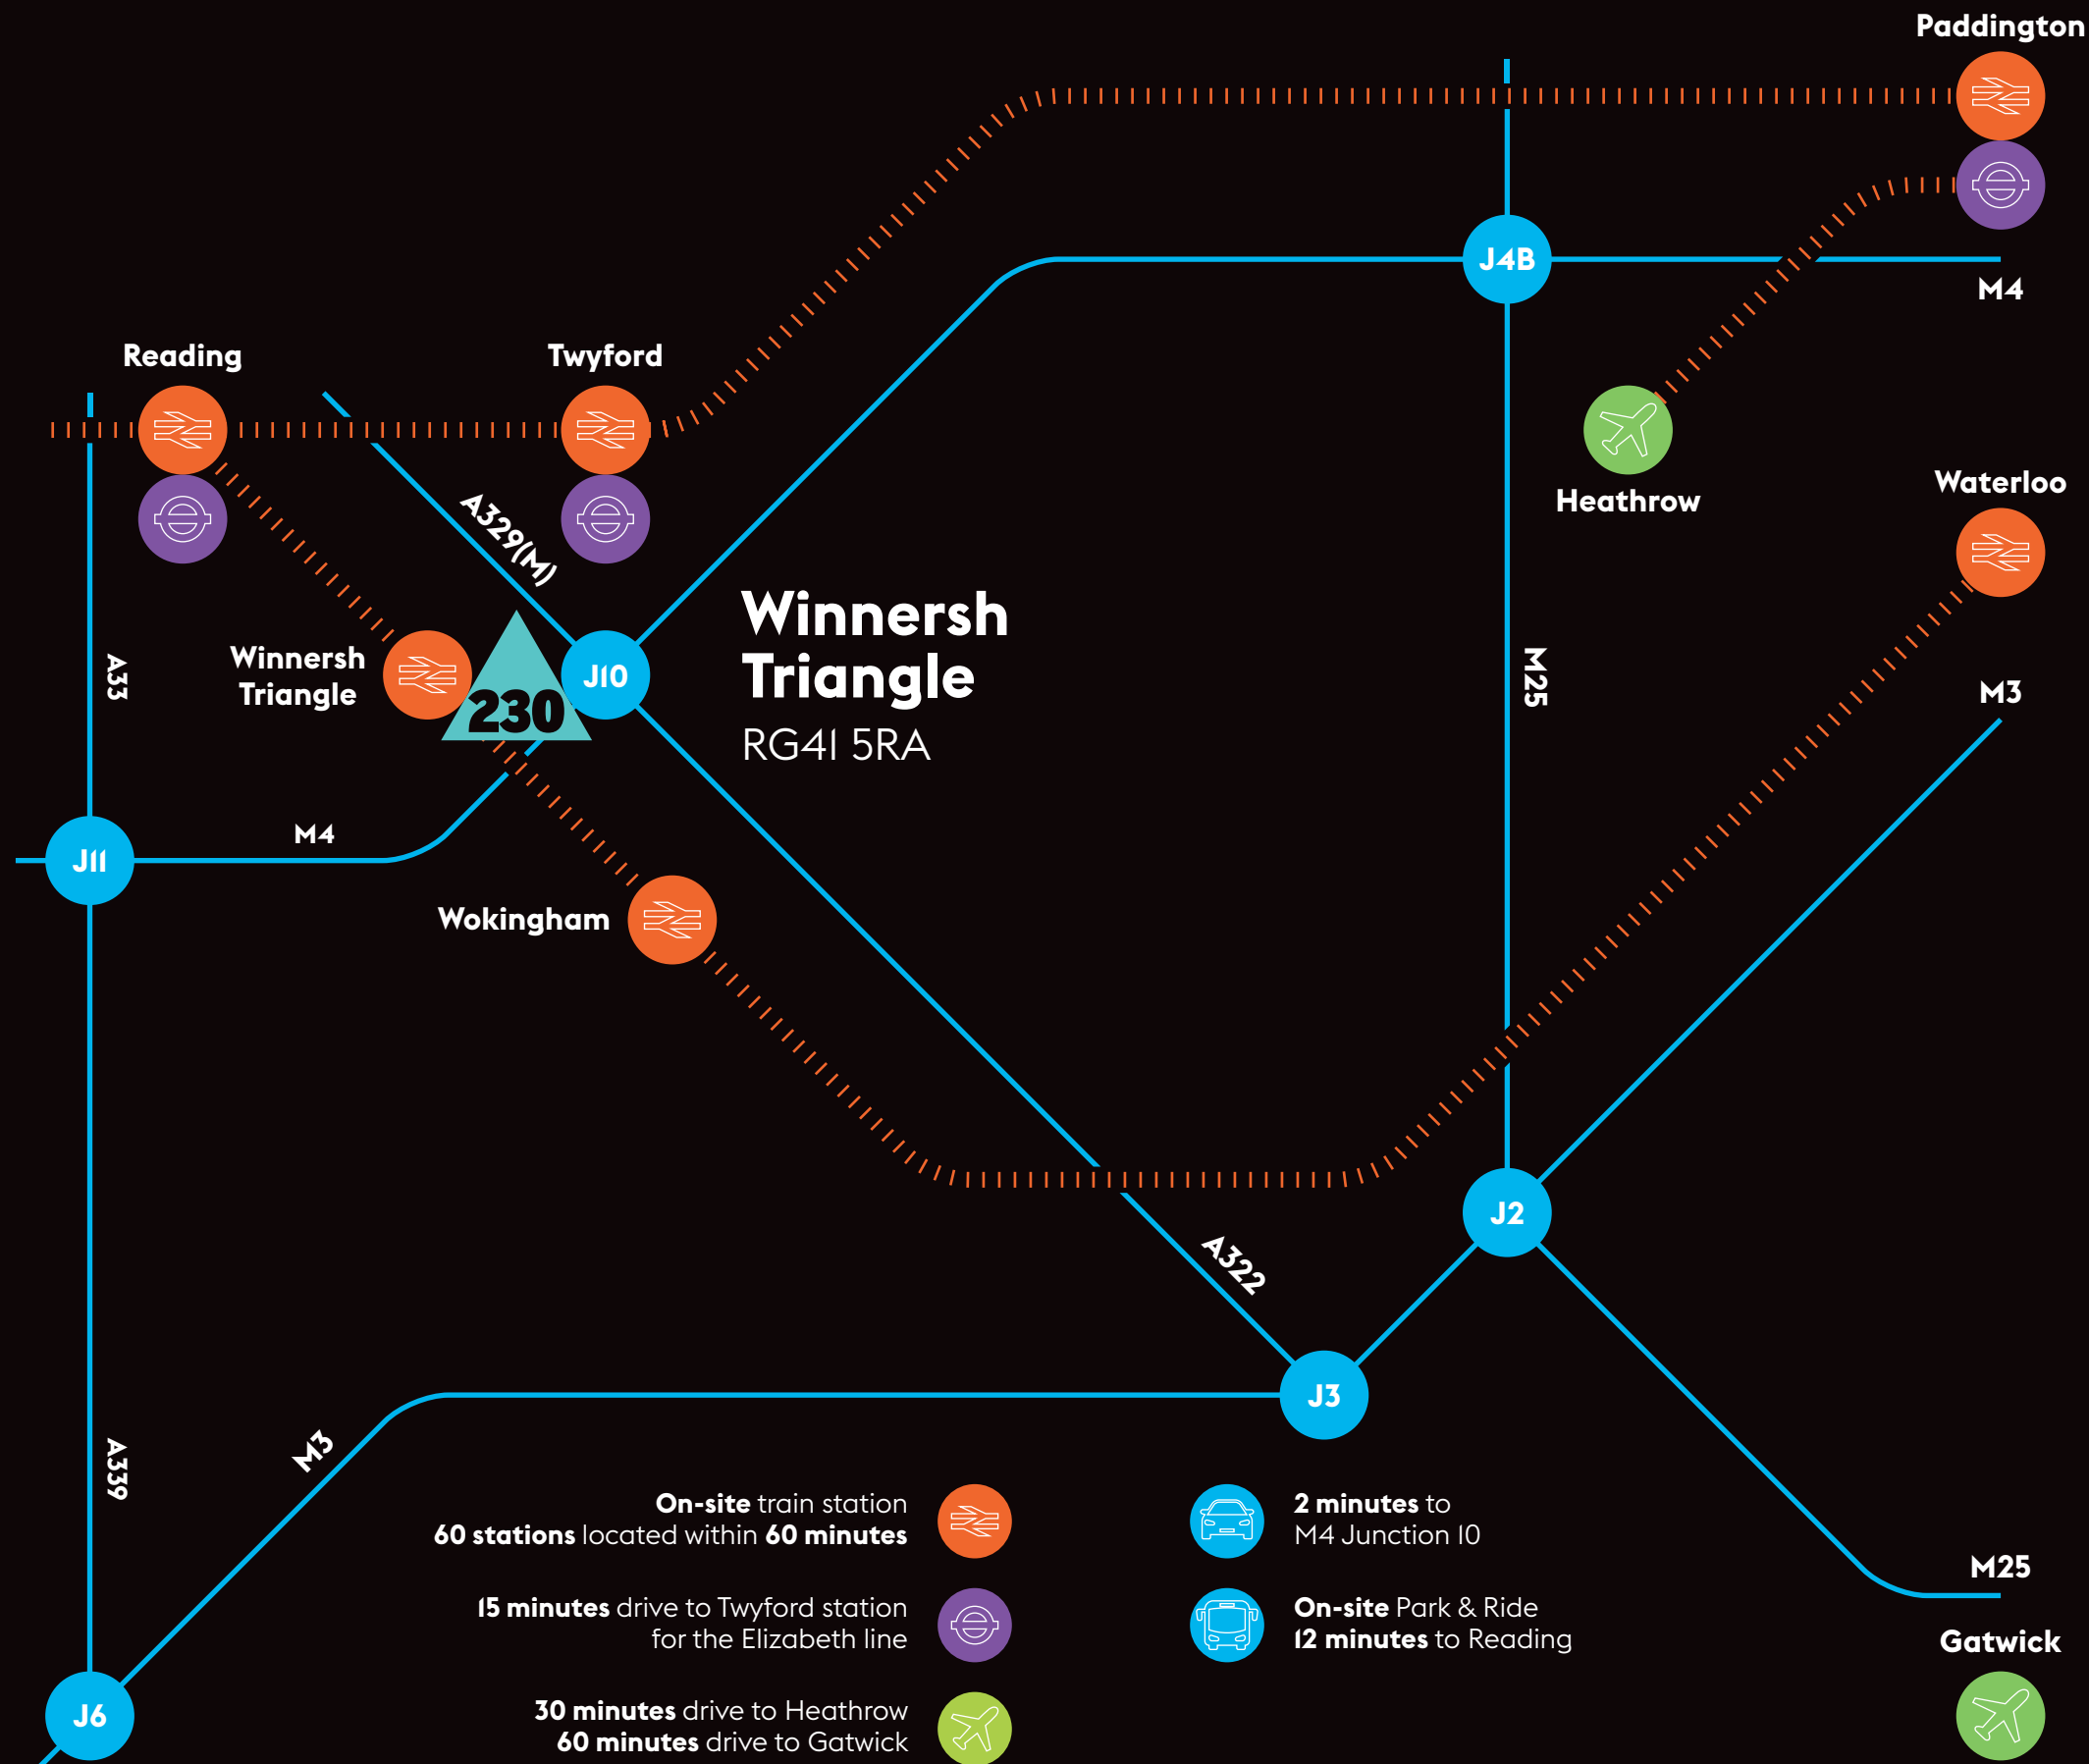 Paddington
J4B
M4
Reading
Twyford
Heathrow
Waterloo
A329(M)
Winnersh
Triangle
RG41 5RA
Winnersh
Triangle
230
J10
A33
M25
M3
M4
J11
Wokingham
J2
A322
J3
M3
A339
On-site train station
60 stations located within 60 minutes
15 minutes drive to Twyford station
for the Elizabeth line
30 minutes drive to Heathrow
60 minutes drive to Gatwick
2 minutes to
M4 Junction 10
On-site Park & Ride
12 minutes to Reading
M25
Gatwick
J6